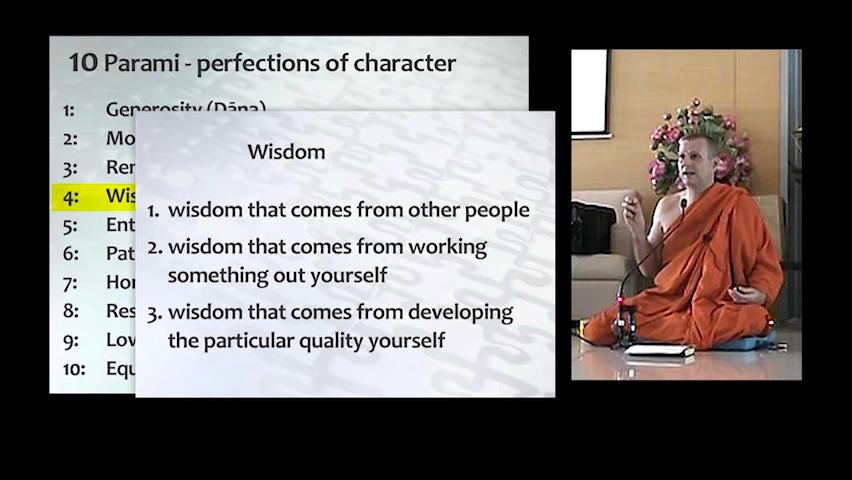 10 Parami - perfections of character
1: Generosity (Dāna)
2: Mo
3: Ren
4: Wis
5: Ent
6: Pat
7: Hon
8: Res
9: Lov
10: Equ
Wisdom
1. wisdom that comes from other people
2. wisdom that comes from working
something out yourself
3. wisdom that comes from developing
the particular quality yourself